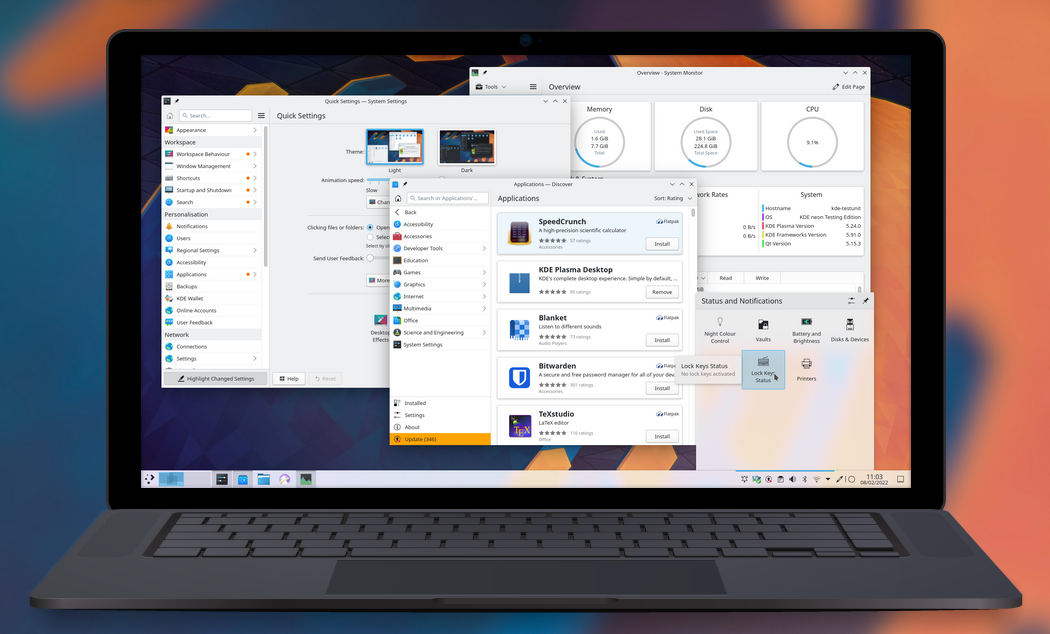 Overview - System Monitor
Tools
Overview
Edit Page
Memory
Used
1.6 GiB
7.7 GiB
Total
Disk
Used Space
28.1 GiB
224.8 GiB
Total Space
CPU
9.1%
System
Hostname
kde-testunit
OS
KDE neon Testing Edition
KDE Plasma Version
5.24.0
KDE Frameworks Version
5.91.0
Qt Version
5.15.3
0 B/s
0 B/s
Read
Write
Quick Settings — System Settings
Search...
Quick Settings
Appearance
Workspace
Workspace Behaviour
Window Management
Shortcuts
Startup and Shutdown
Search
Personalisation
Notifications
Users
Regional Settings
Accessibility
Applications
Backups
KDE Wallet
Online Accounts
User Feedback
Network
Connections
Settings
Highlight Changed Settings
Help
Reset
Theme:
Light
Dark
Animation speed:
Slow
Clicking files or folders:
Send User Feedback:
Applications — Discover
Search in 'Applications'...
Applications
Sort: Rating
Back
Accessibility
Accessories
Developer Tools
Education
Games
Graphics
Internet
Multimedia
Office
Science and Engineering
System Settings
Installed
Settings
About
Update (346)
SpeedCrunch
Flatpak
A high-precision scientific calculator
57 ratings
Accessories
Install
KDE Plasma Desktop
KDE's complete desktop experience. Simple by default, ...
Remove
Blanket
Flatpak
Listen to different sounds
73 ratings
Audio Players
Install
Bitwarden
A secure and free password manager for all of your
301 ratings
Accessories
Install
TeXstudio
Flatpak
LaTeX editor
116 ratings
Office
Install
Status and Notifications
Night Colour
Control
Vaults
Battery and
Brightness
Disks & Devices
Lock Keys
Status
Printers
Lock Keys Status
No lock keys activated
11:03
08/02/2022